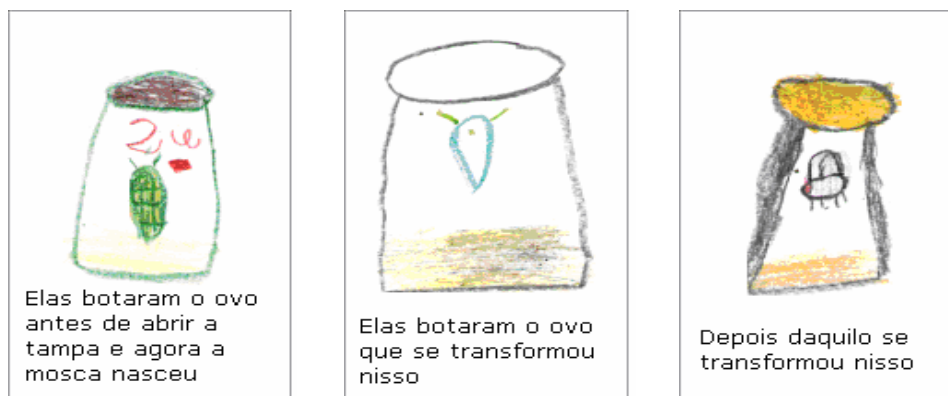 Elas botaram o ovo
antes de abrir a
tampa e agora a
mosca nasceu
Elas botaram o ovo
que se transformou
nisso
Depois daquilo se
transformou nisso